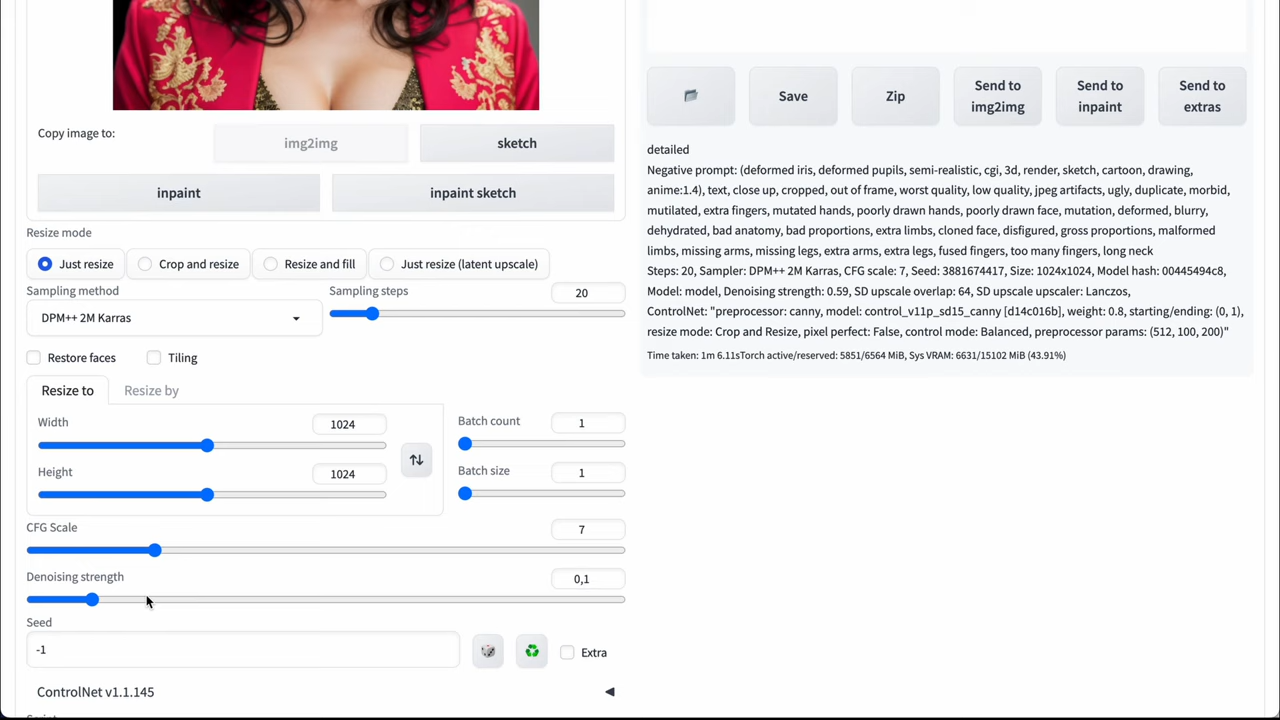 Copy image to:
img2img
sketch
inpaint
inpaint sketch
Resize mode
Just resize
Crop and resize
Resize and fill
Just resize (latent upscale)
Sampling method
Sampling steps
20
DPM++ 2M Karras
Restore faces
Tiling
Resize to
Resize by
Width
1024
Height
1024
Batch count
1
Batch size
1
CFG Scale
7
Denoising strength
0,1
Seed
-1
Extra
ControlNet v1.1.145
Save
Zip
Send to
img2img
Send to
inpaint
Send to
extras
detailed
Negative prompt: (deformed iris, deformed pupils, semi-realistic, cgi, 3d, render, sketch, cartoon, drawing,
anime:1.4), text, close up, cropped, out of frame, worst quality, low quality, jpeg artifacts, ugly, duplicate, morbid,
mutilated, extra fingers, mutated hands, poorly drawn hands, poorly drawn face, mutation, deformed, blurry,
dehydrated, bad anatomy, bad proportions, extra limbs, cloned face, disfigured, gross proportions, malformed
limbs, missing arms, missing legs, extra arms, extra legs, fused fingers, too many fingers, long neck
Steps: 20, Sampler: DPM++ 2M Karras, CFG scale: 7, Seed: 3881674417, Size: 1024x1024, Model hash: 00445494c8,
Model: model, Denoising strength: 0.59, SD upscale overlap: 64, SD upscale upscaler: Lanczos,
ControlNet: "preprocessor: canny, model: control_v11p_sd15_canny [d14c016b], weight: 0.8, starting/ending: (0, 1),
resize mode: Crop and Resize, pixel perfect: False, control mode: Balanced, preprocessor params: (512, 100, 200)"
Time taken: 1m 6.11sTorch active/reserved: 5851/6564 MiB, Sys VRAM: 6631/15102 MiB (43.91%)